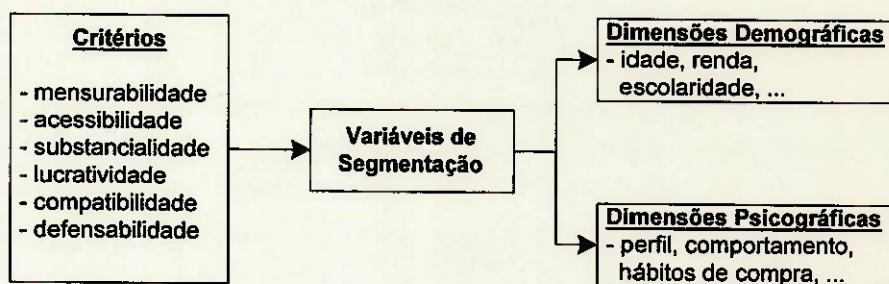 Critérios
- mensurabilidade
- acessibilidade
- substancialidade
- lucratividade
- compatibilidade
- defensabilidade
Variáveis de
Segmentação
Dimensões Demográficas
- idade, renda,
escolaridade, ...
Dimensões Psicográficas
- perfil, comportamento,
hábitos de compra, ...